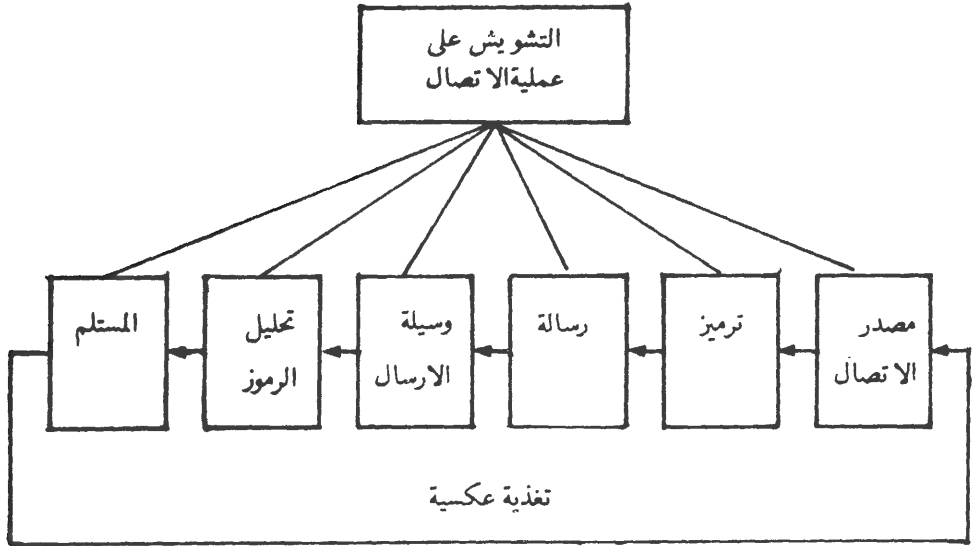 التشويش على
عملية الاتصال
مصدر
الاتصال
ترميز
رسالة
وسيلة
الارسال
تحليل
الرموز
المستلم
تغذية عكسية